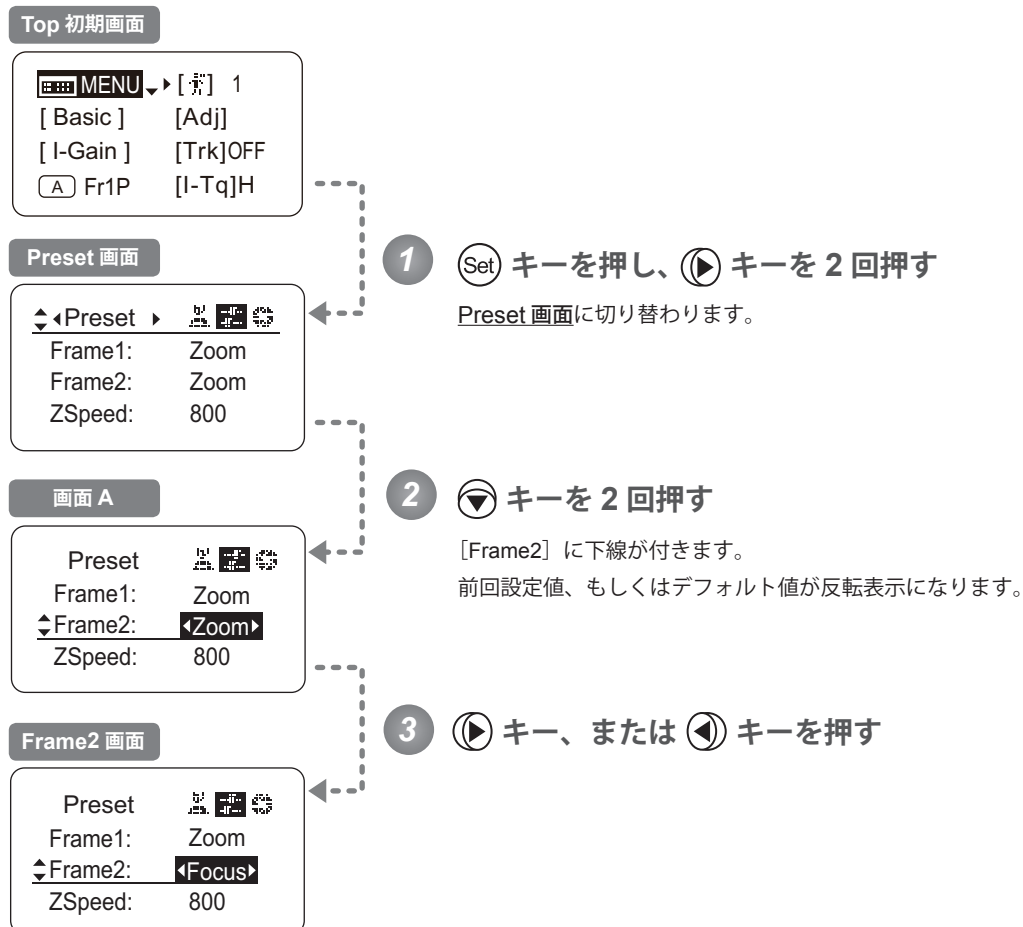 Top 初期画面
MENU [ ] 1
[ Basic ] [Adj]
[ I-Gain ] [Trk]OFF
A Fr1P [I-Tq]H
Preset 画面
Preset
Frame1: Zoom
Frame2: Zoom
ZSpeed: 800
1 Set キーを押し、 キーを 2 回押す
Preset 画面に切り替わります。
画面 A
Preset
Frame1: Zoom
Frame2: Zoom
ZSpeed: 800
2 キーを 2 回押す
［Frame2］に下線が付きます。
前回設定値、もしくはデフォルト値が反転表示になります。
Frame2 画面
Preset
Frame1: Zoom
Frame2: Focus
ZSpeed: 800
3 キー、または キーを押す